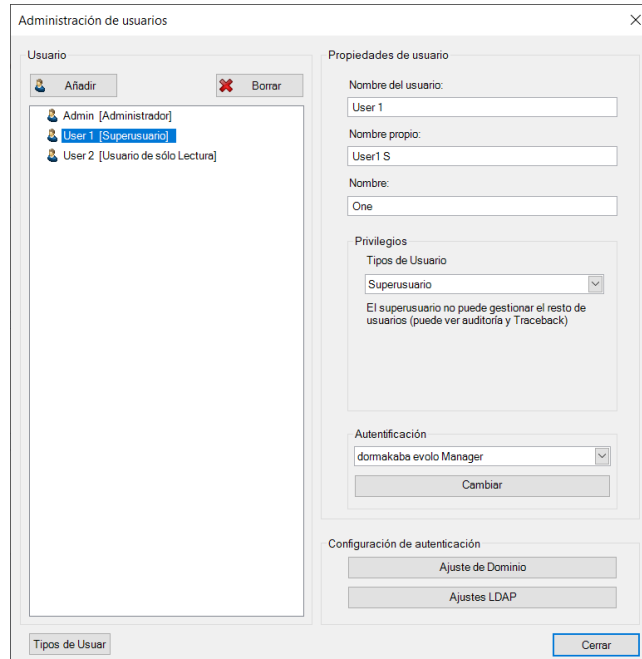 Administración de usuarios
Usuario
Añadir
Borrar
Admin [Administrador]
User 1 [Superusuario]
User 2 [Usuario de sólo Lectura]
Tipos de Usuar
Propiedades de usuario
Nombre del usuario:
User 1
Nombre propio:
User1 S
Nombre:
One
Privilegios
Tipos de Usuario
Superusuario
El superusuario no puede gestionar el resto de
usuarios (puede ver auditoría y Traceback)
Autentificación
dormakaba evolo Manager
Cambiar
Configuración de autenticación
Ajuste de Dominio
Ajustes LDAP
Cerrar